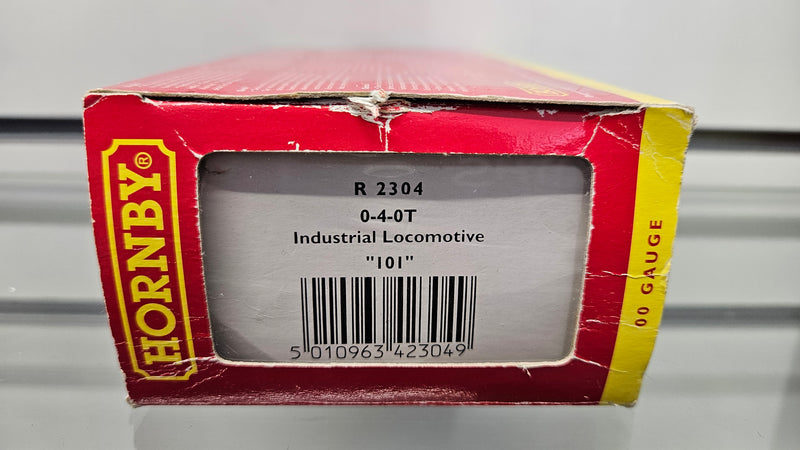 HORNBY®
R 2304
0-4-0T
Industrial Locomotive
"101"
5 010963 423049
00 GAUGE